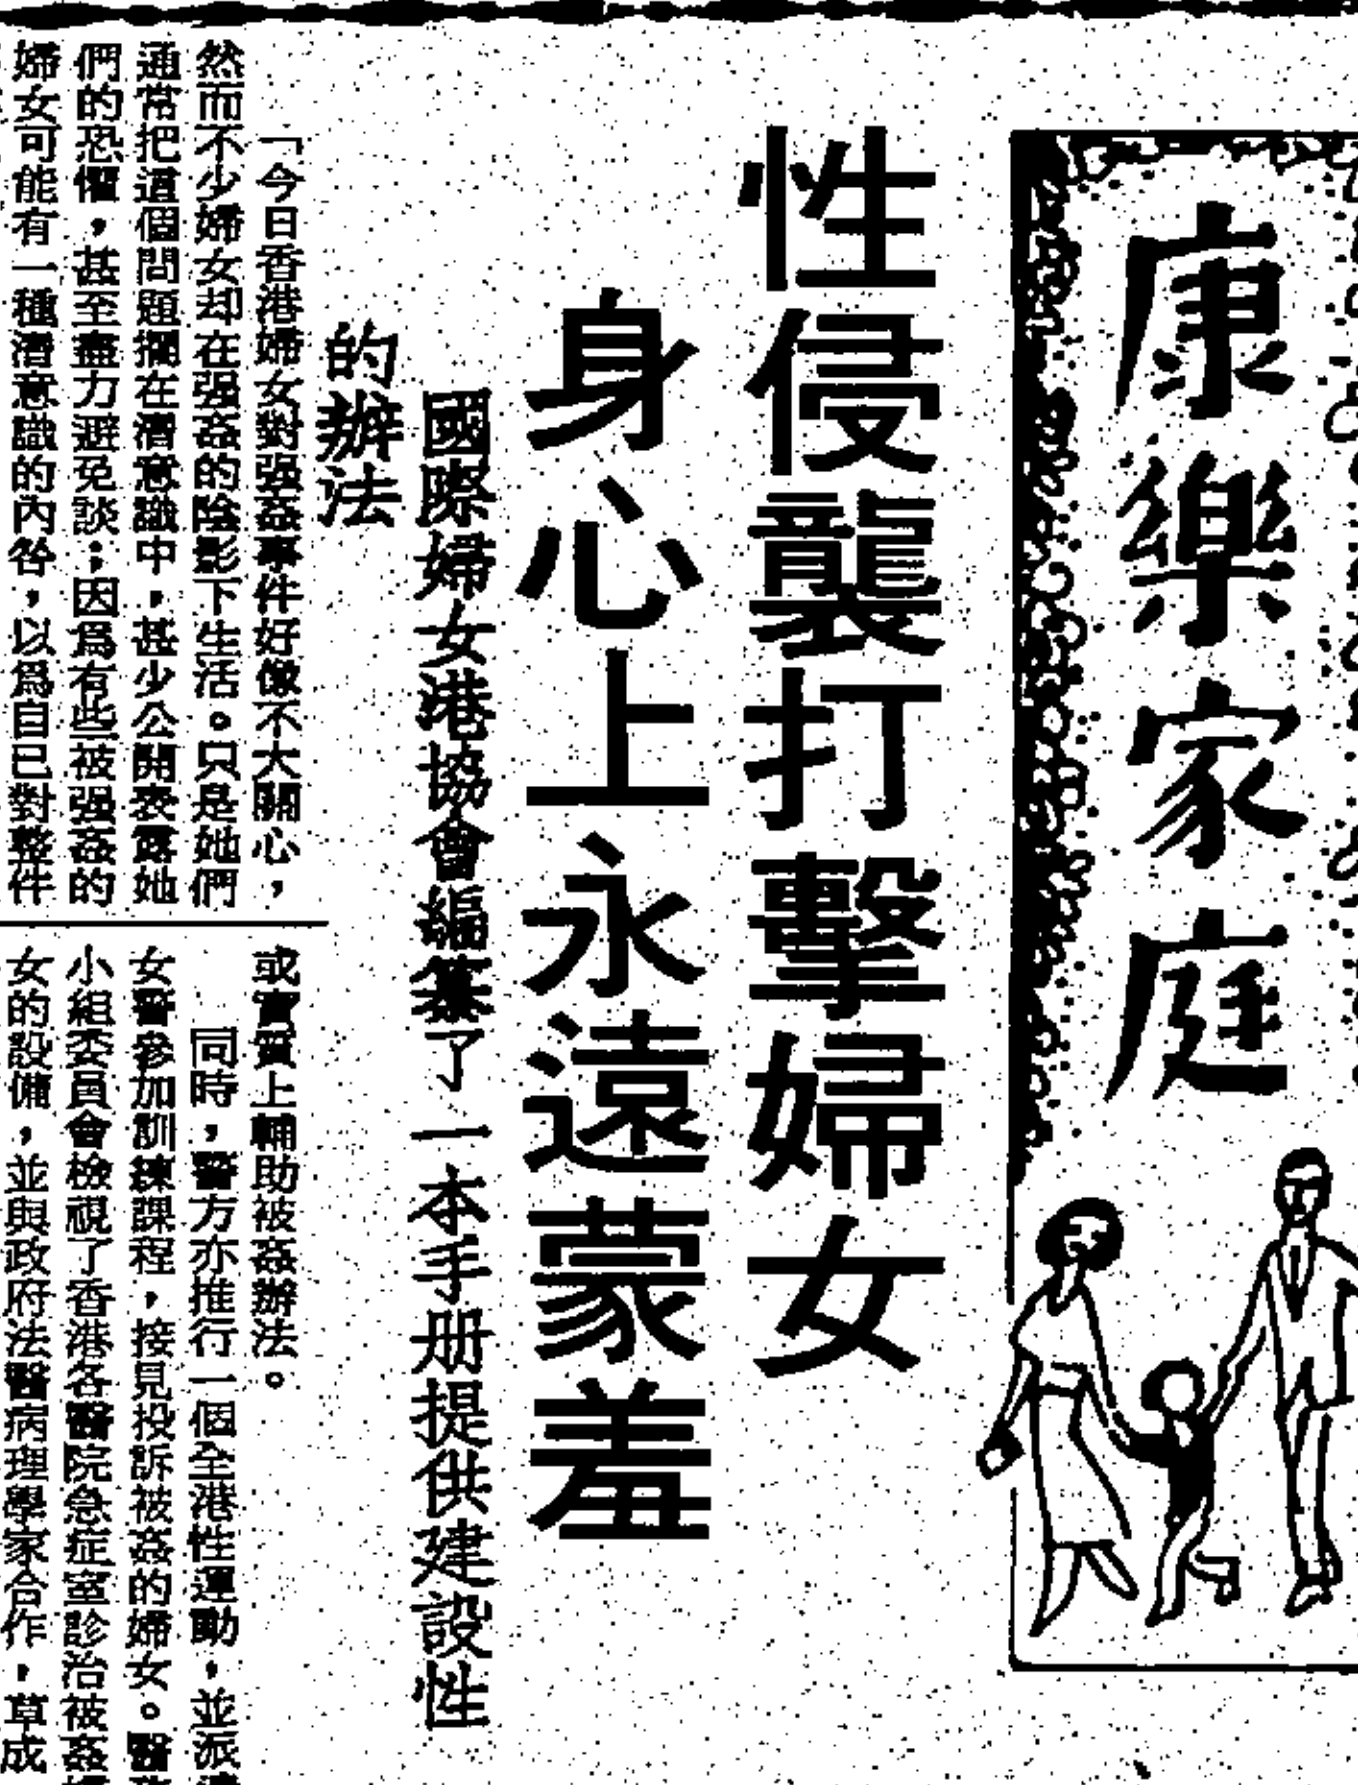 康樂家庭
性侵襲打擊婦女
身心上永遠蒙羞
國際婦女港協會編纂了一本手册提供建設性
的辦法
「今日香港婦女對强姦事件好像不大關心，
然而不少婦女却在强姦的陰影下生活。只是她們
通常把這個問題擺在潛意識中，甚少公開表露她
們的恐懼，甚至盡力避免談；因爲有些被强姦的
婦女可能有一種潛意識的內咎，以爲自己對整件
或實質上輔助被姦辦法。
同時，醫方亦推行一個全港性運動，並派
女醫參加訓練課程，接見投訴被姦的婦女。醫
小組委員會檢視了香港各醫院急症室診治被姦
女的設備，並與政府法醫病理學家合作，草成